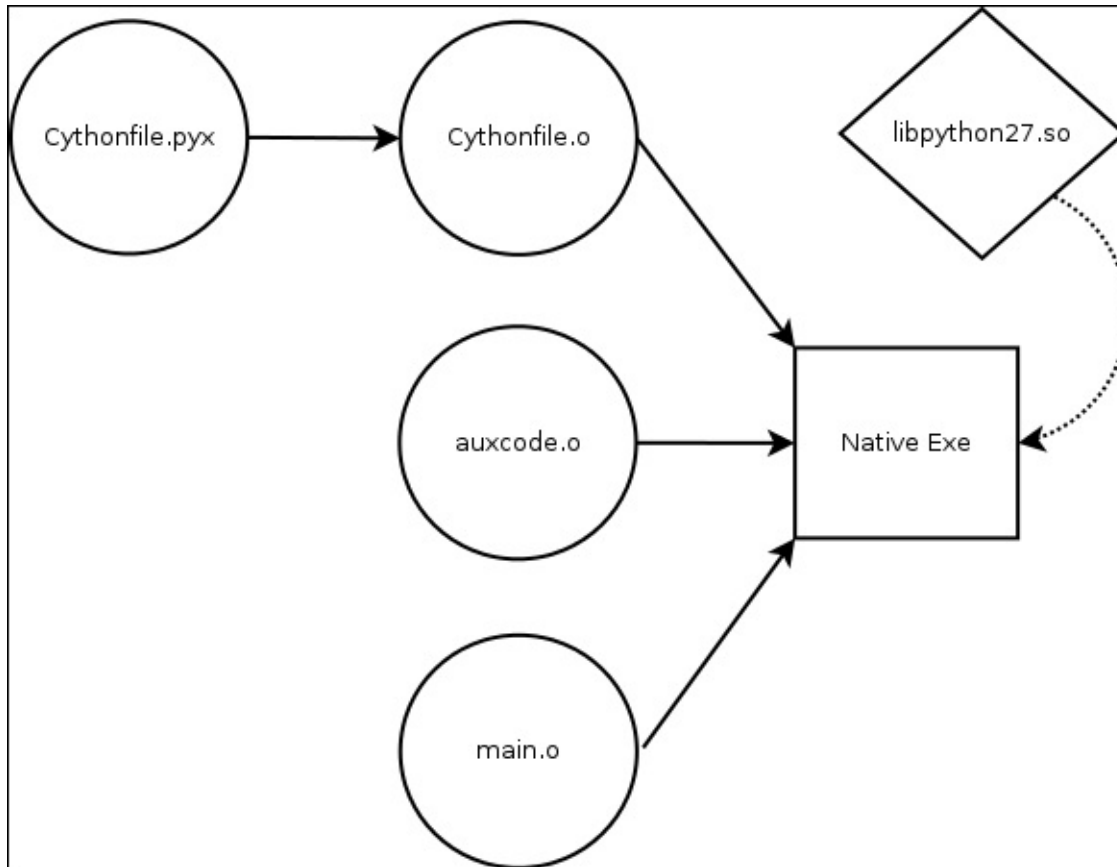 Cythonfile.pyx
Cythonfile.o
libpython27.so
auxcode.o
Native Exe
main.o